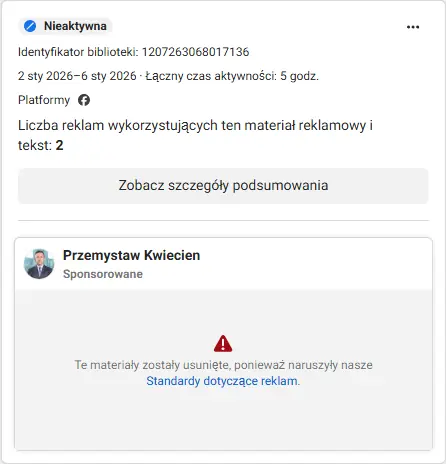 Nieaktywna
Identyfikator biblioteki: 1207263068017136
2 sty 2026–6 sty 2026 · Łączny czas aktywności: 5 godz.
Platformy
Liczba reklam wykorzystujących ten materiał reklamowy i
tekst: 2
Zobacz szczegóły podsumowania
Przemystaw Kwiecien
Sponsorowane
Te materiały zostały usunięte, ponieważ naruszyły nasze
Standardy dotyczące reklam.